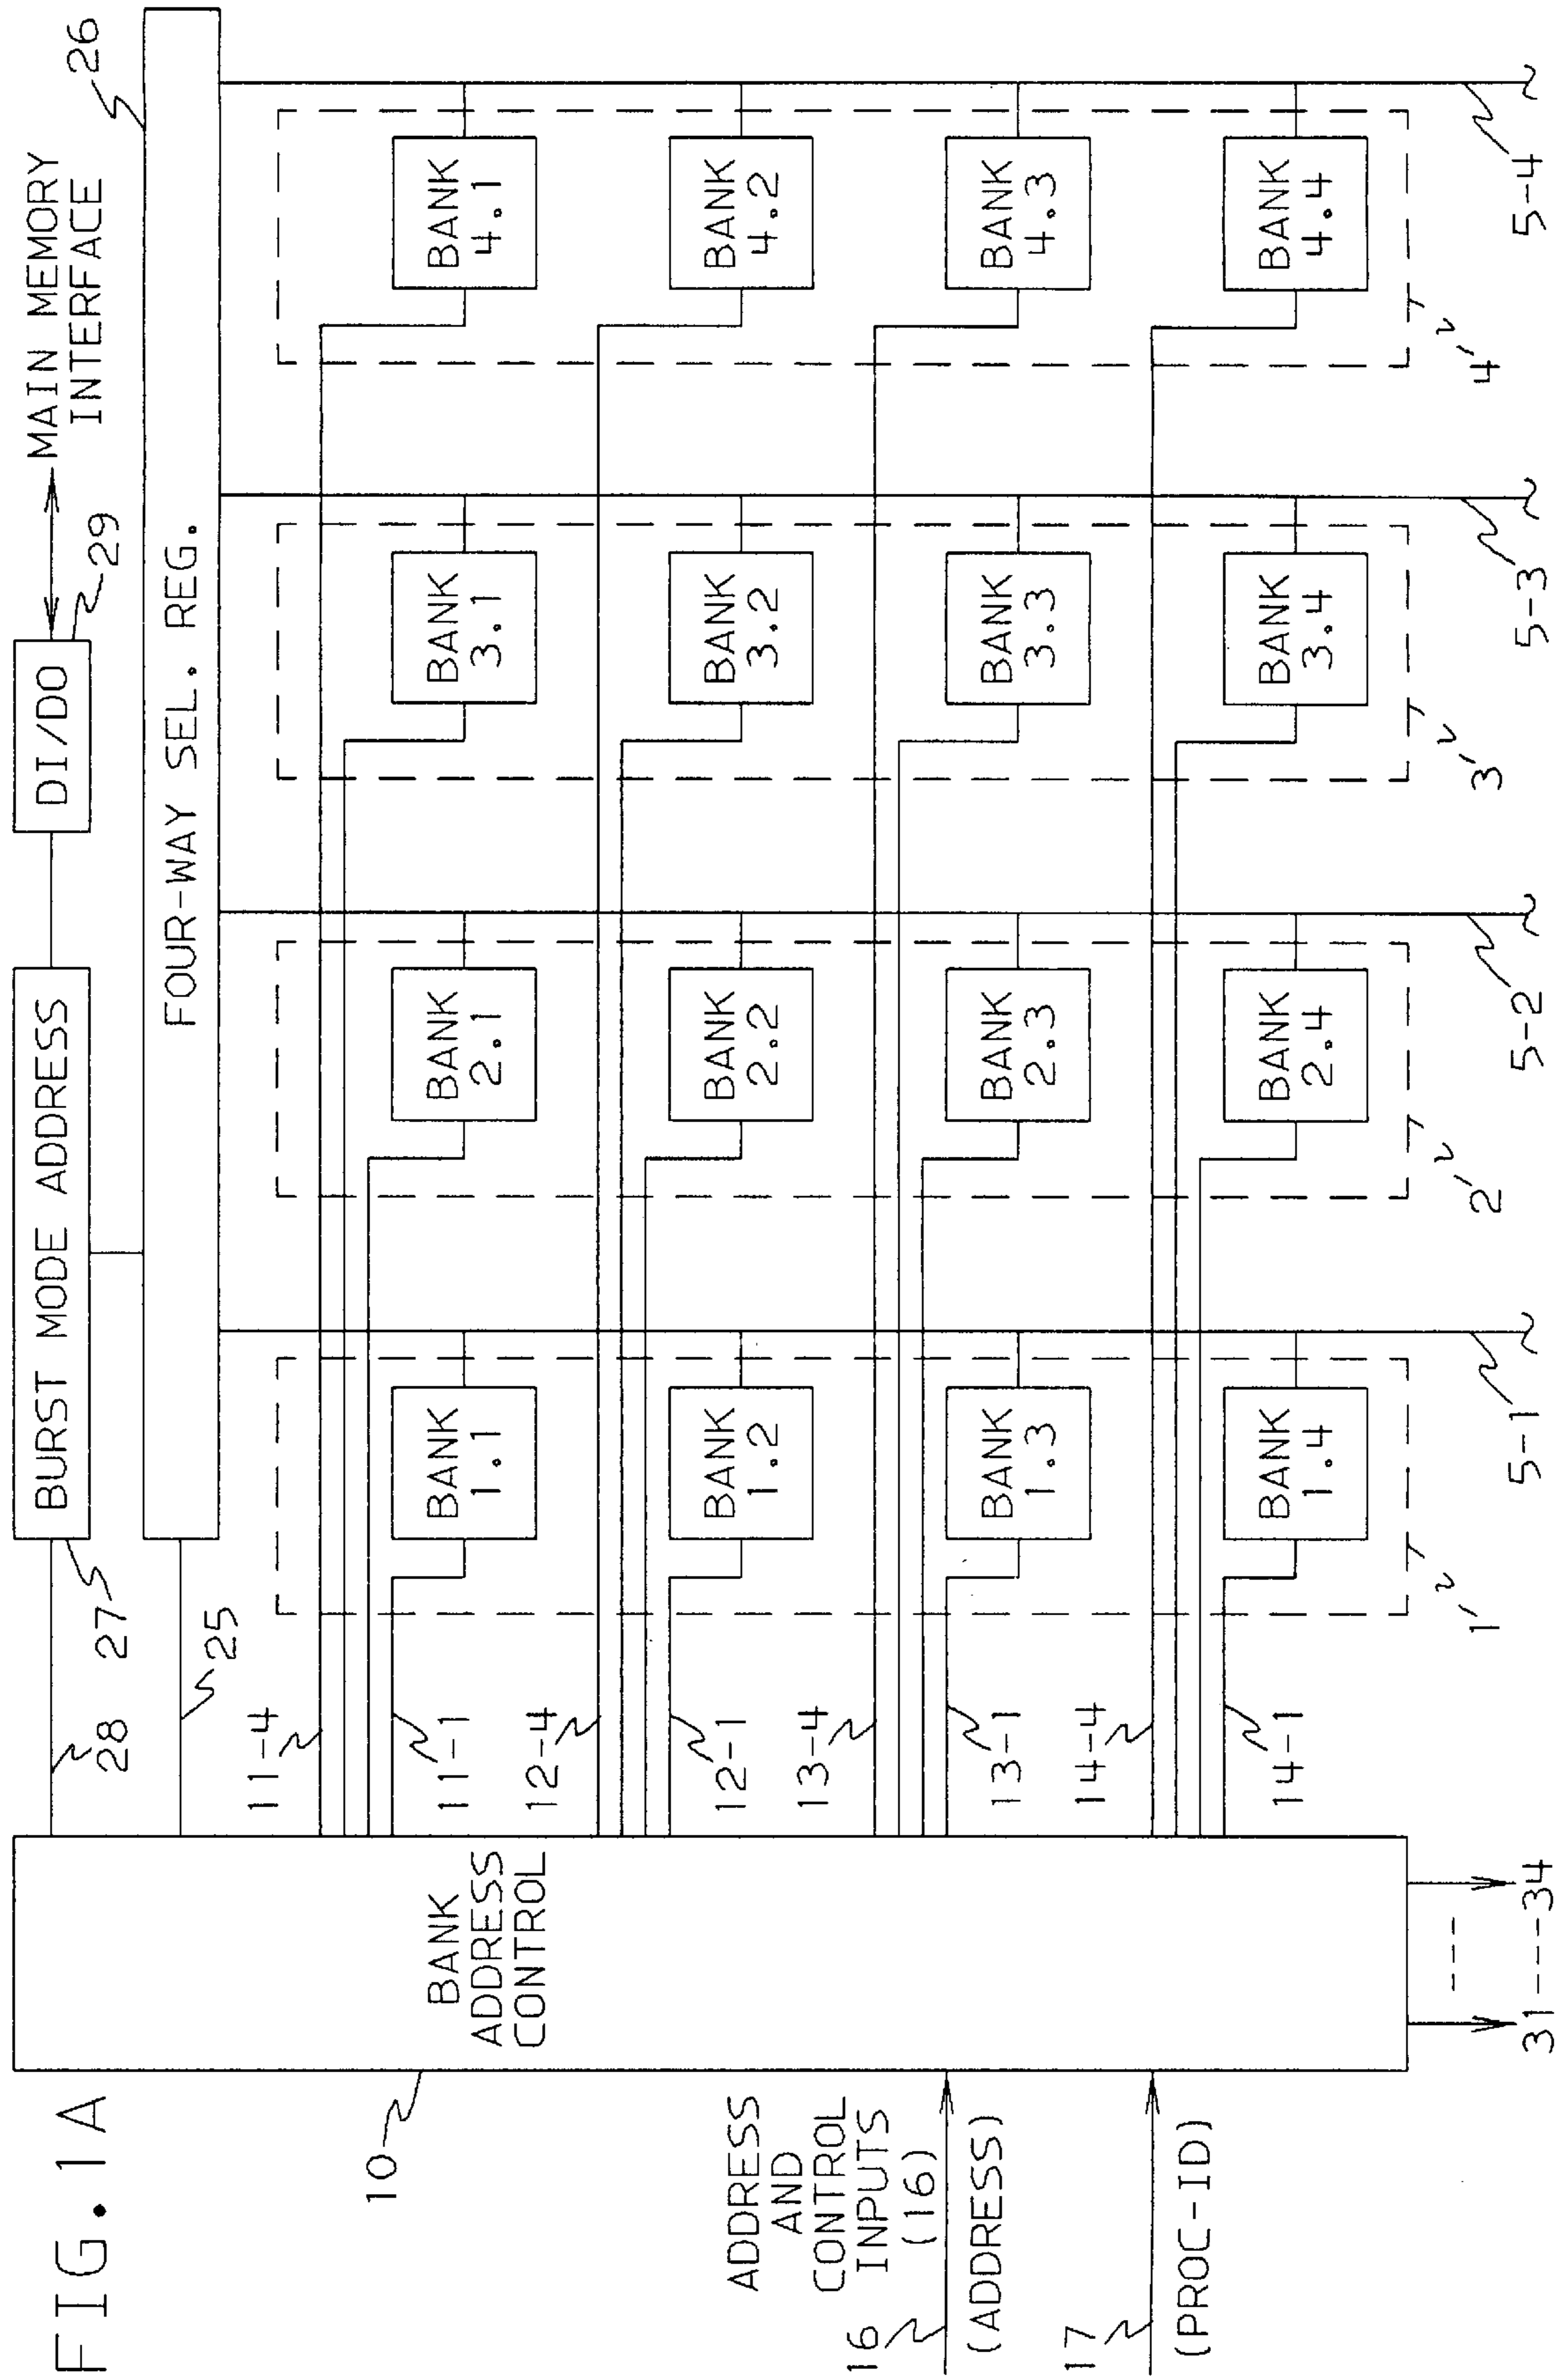 FIG. 1A
28
27
BURST MODE ADDRESS
DI/DO
29
MAIN MEMORY
INTERFACE
26
25
FOUR-WAY SEL. REG.
10
BANK
ADDRESS
CONTROL
11-4
11-1
BANK
1.1
BANK
2.1
BANK
3.1
BANK
4.1
12-4
12-1
BANK
1.2
BANK
2.2
BANK
3.2
BANK
4.2
ADDRESS
AND
CONTROL
INPUTS
(16)
16
(ADDRESS)
13-4
13-1
BANK
1.3
BANK
2.3
BANK
3.3
BANK
4.3
17
(PROC-ID)
14-4
14-1
BANK
1.4
BANK
2.4
BANK
3.4
BANK
4.4
1'
2'
3'
4'
31---34
5-1
5-2
5-3
5-4